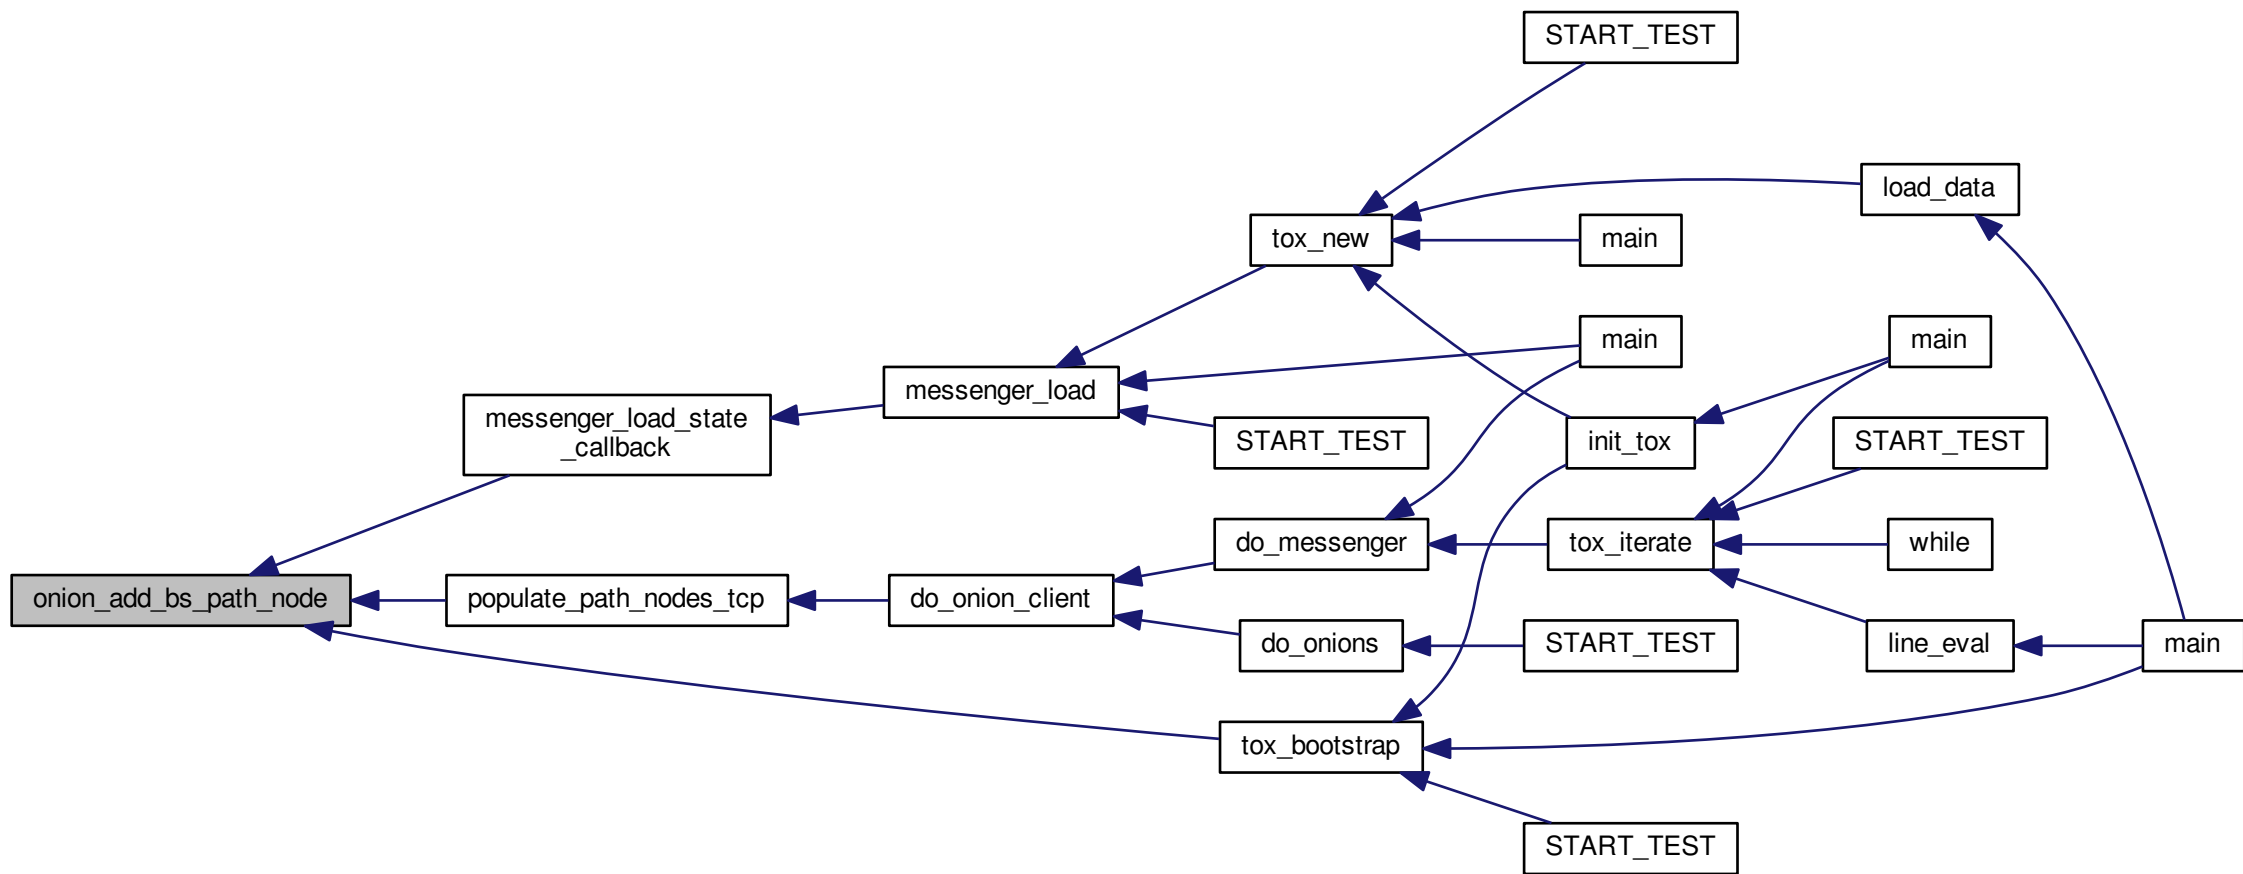 START_TEST
load_data
tox_new
main
main
main
messenger_load
messenger_load_state
_callback
START_TEST
init_tox
START_TEST
do_messenger
tox_iterate
while
onion_add_bs_path_node
populate_path_nodes_tcp
do_onion_client
do_onions
START_TEST
line_eval
main
tox_bootstrap
START_TEST